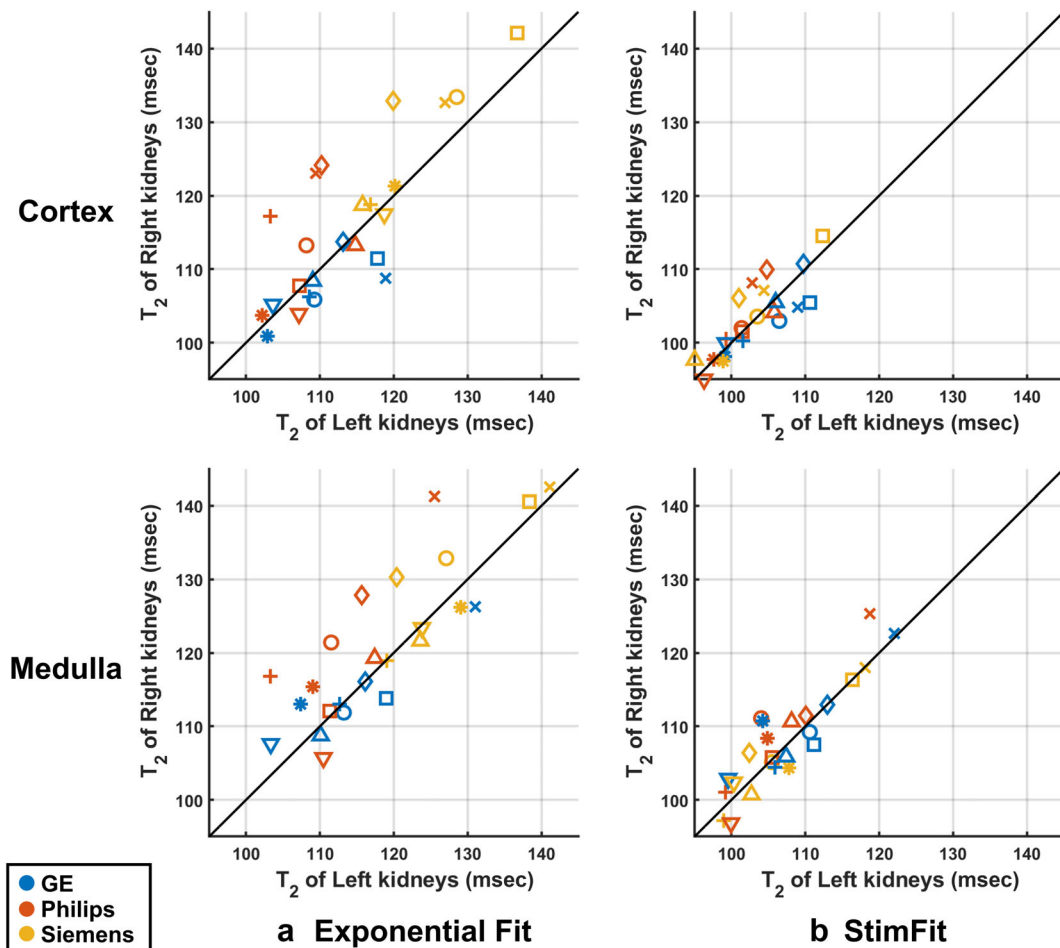 140
130
120
110
100
T2 of Right kidneys (msec)
100 110 120 130 140
T2 of Left kidneys (msec)
140
130
120
110
100
T2 of Right kidneys (msec)
100 110 120 130 140
T2 of Left kidneys (msec)
Cortex
140
130
120
110
100
T2 of Right kidneys (msec)
100 110 120 130 140
T2 of Left kidneys (msec)
140
130
120
110
100
T2 of Right kidneys (msec)
100 110 120 130 140
T2 of Left kidneys (msec)
Medulla
GE
Philips
Siemens
a Exponential Fit
b StimFit